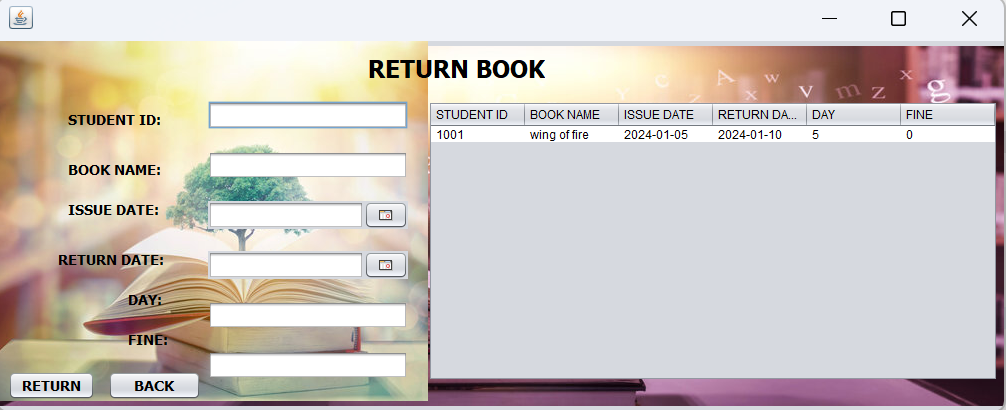 RETURN BOOK
STUDENT ID:
BOOK NAME:
ISSUE DATE:
RETURN DATE:
DAY:
FINE:
RETURN BACK
STUDENT ID BOOK NAME ISSUE DATE RETURN DA... DAY FINE
1001 wing of fire 2024-01-05 2024-01-10 5 0